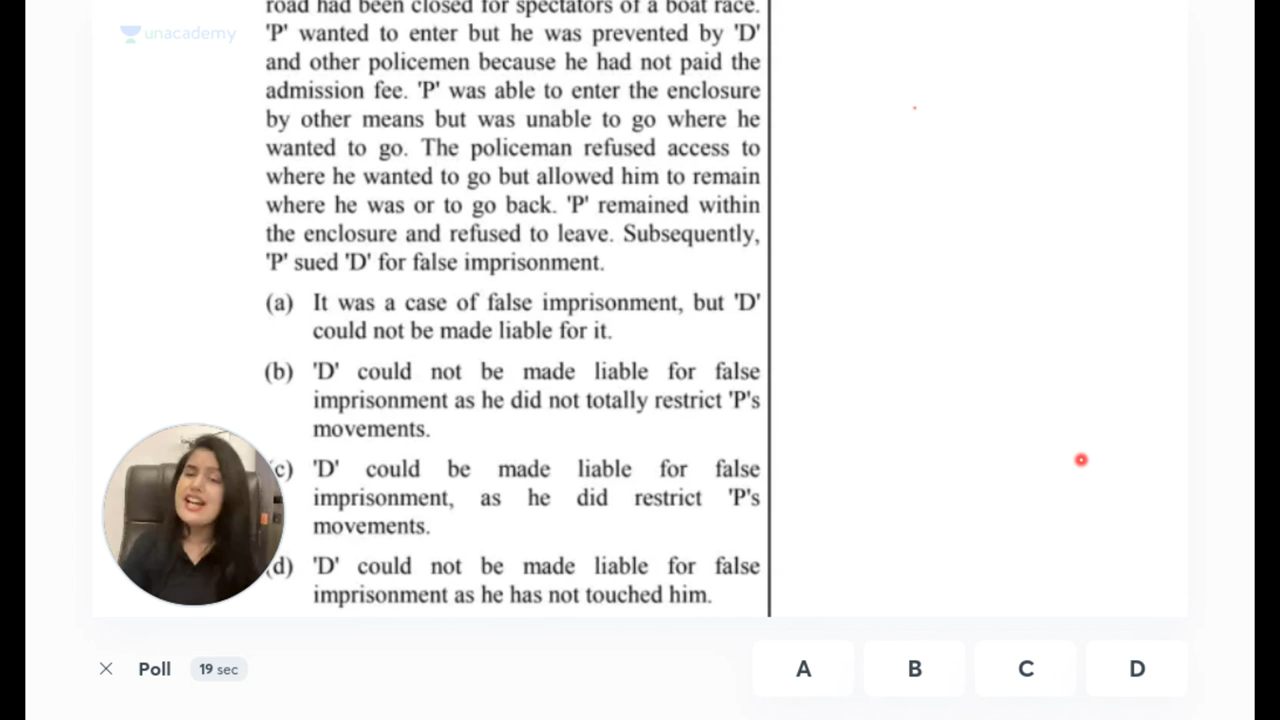 road had been closed for spectators of a boat race.
unacademy
'P' wanted to enter but he was prevented by 'D'
and other policemen because he had not paid the
admission fee. 'P' was able to enter the enclosure
by other means but was unable to go where he
wanted to go. The policeman refused access to
where he wanted to go but allowed him to remain
where he was or to go back. 'P' remained within
the enclosure and refused to leave. Subsequently,
'P' sued 'D' for false imprisonment.
(a) It was a case of false imprisonment, but 'D'
could not be made liable for it.
(b) 'D' could not be made liable for false
imprisonment as he did not totally restrict 'P's
movements.
c) 'D' could be made liable for false
imprisonment, as he did restrict 'P's
movements.
d) 'D' could not be made liable for false
imprisonment as he has not touched him.
Poll 19 sec
A B C D